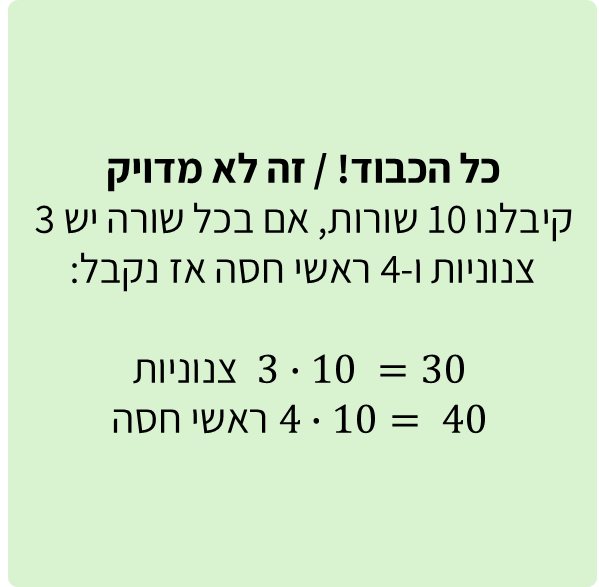 כל הכבוד! / זה לא מדויק
קיבלנו 10 שורות, אם בכל שורה יש 3
צנוניות ו-4 ראשי חסה אז נקבל:
צנוניות 3 · 10 = 30
ראשי חסה 4 · 10 = 40